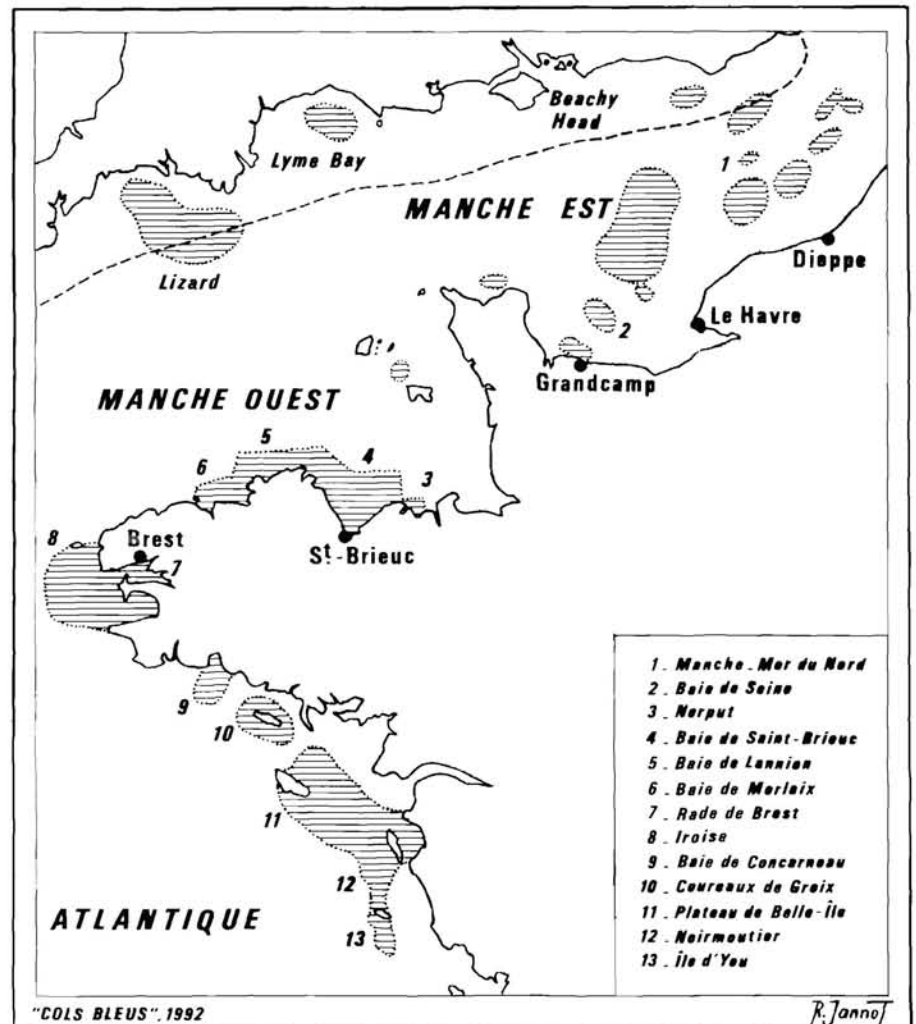 Beachy
Head
Lyme Bay
1
MANCHE EST
Dieppe
Lizard
Le Havre
2
Grandcamp
MANCHE OUEST
5
4
6
3
8
Brest
St-Brieuc
7
9
10
11
12
ATLANTIQUE
13
1 - Manche - Mer du Nord
2 - Baie de Seine
3 - Nerput
4 - Baie de Saint-Brieuc
5 - Baie de Lannion
6 - Baie de Morlaix
7 - Rade de Brest
8 - Iroise
9 - Baie de Concarneau
10 - Coureaux de Groix
11 - Plateau de Belle-Île
12 - Noirmoutier
13 - Île d'Yeu
"COLS BLEUS", 1992
R. Jannot